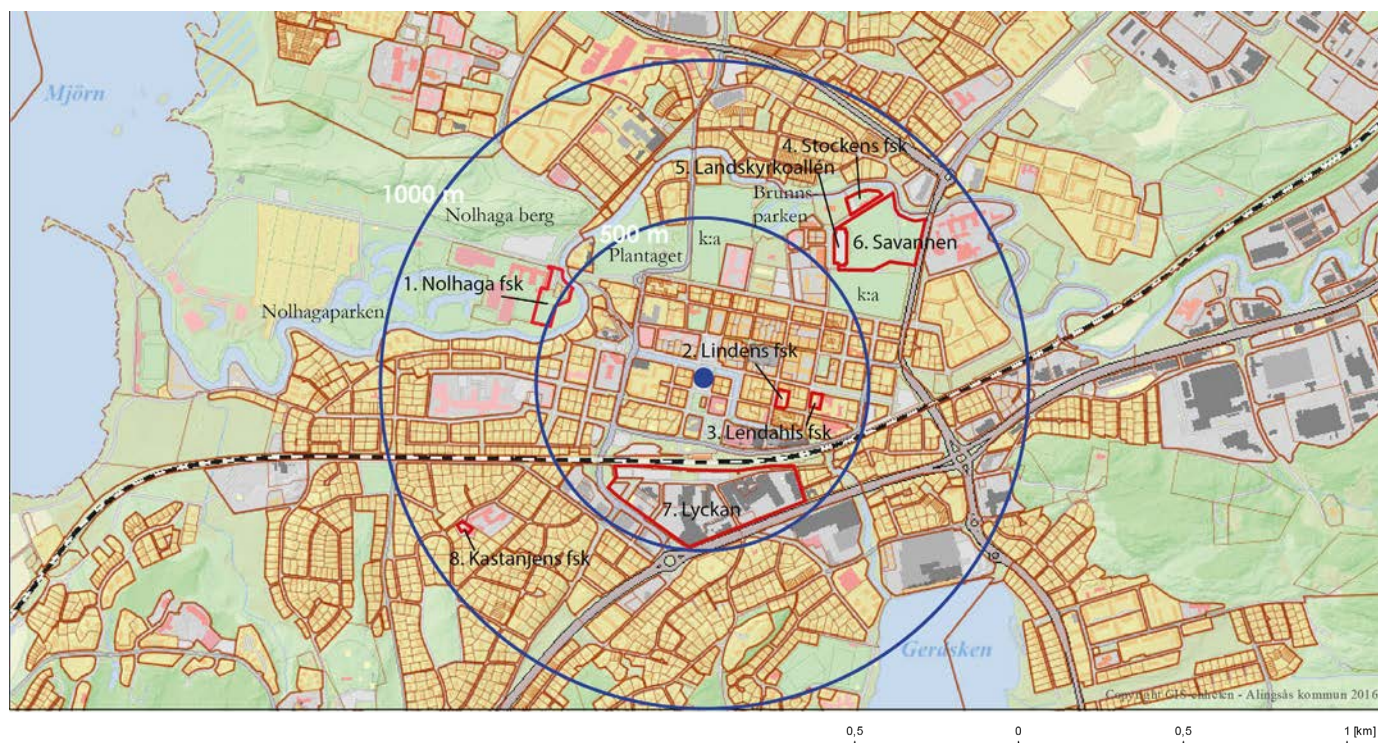 Mjörn
4. Stockens fsk
5. Landskyrkoallén
1000 m
Brunns-
parken
Nolhaga berg
500 m
k:a
6. Savannen
Plantaget
1. Nolhaga fsk
k:a
Nolhagaparken
2. Lindens fsk
3. Lendahls fsk
7. Lyckan
8. Kastanjens fsk
Gerdsken
Copyright GIS-enheten - Alingsås kommun 2016
0,5 0 0,5 1 [km]